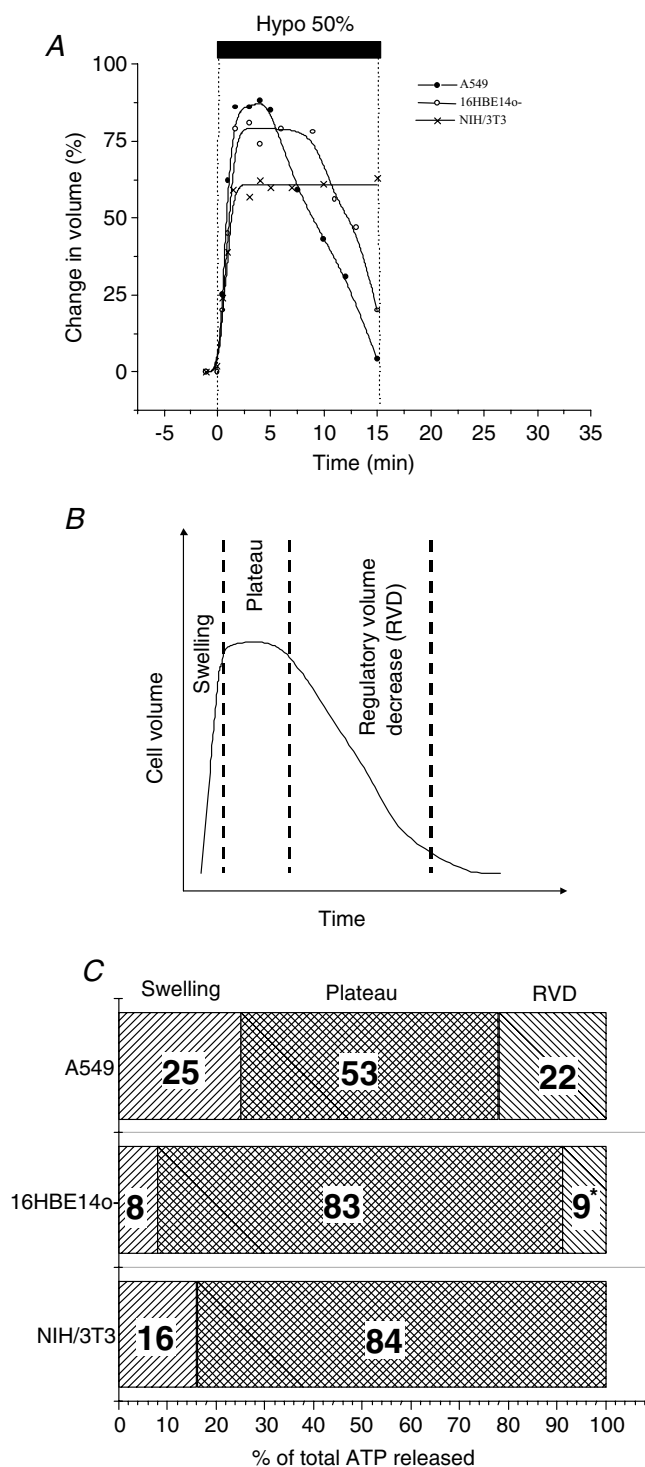 A
Hypo 50%
100
75
50
25
0
Change in volume (%)
A549
16HBE14o-
NIH/3T3
-5 0 5 10 15 20 25 30 35
Time (min)
B
Cell volume
Swelling
Plateau
Regulatory volume
decrease (RVD)
Time
C
Swelling Plateau RVD
A549 25 53 22
16HBE14o- 8 83 9*
NIH/3T3 16 84
0 10 20 30 40 50 60 70 80 90 100
% of total ATP released